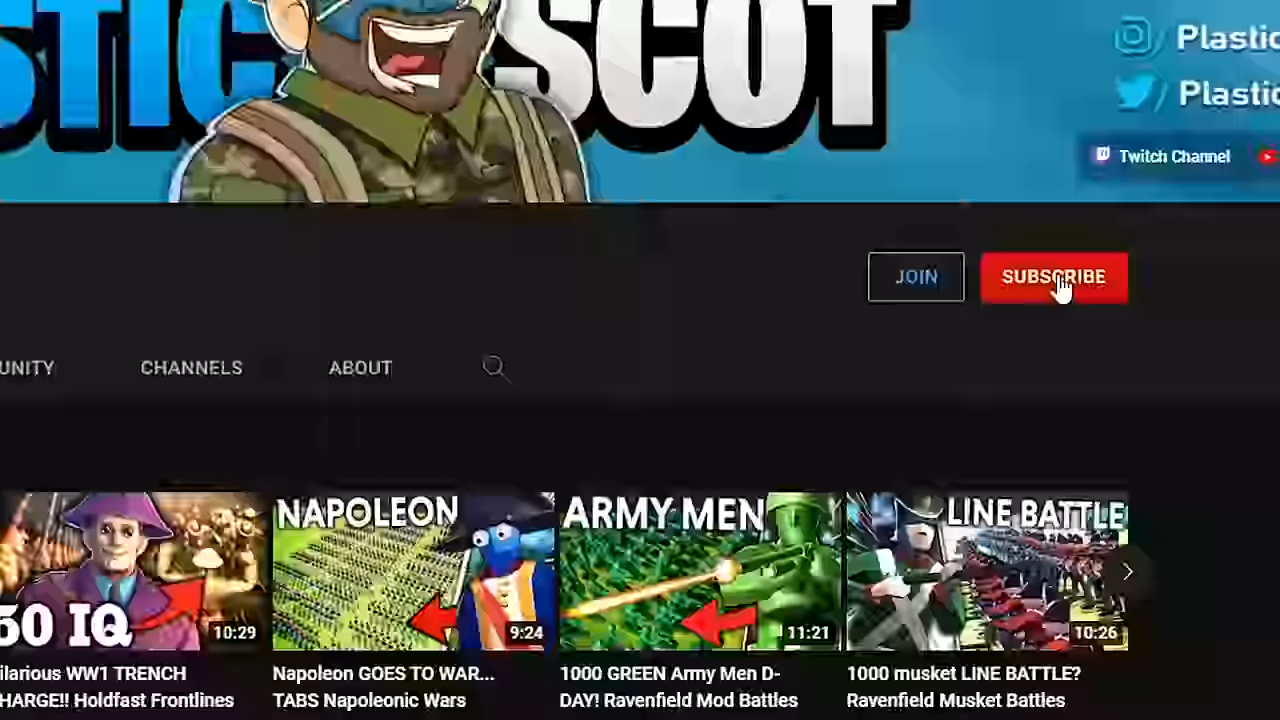 STIC SCOT
Plastic
Plastic
Twitch Channel
JOIN
SUBSCRIBE
UNITY
CHANNELS
ABOUT
50 IQ
10:29
NAPOLEON
9:24
ARMY MEN
11:21
LINE BATTLE
10:26
ilarious WW1 TRENCH
HARGE!! Holdfast Frontlines
Napoleon GOES TO WAR...
TABS Napoleonic Wars
1000 GREEN Army Men D-
DAY! Ravenfield Mod Battles
1000 musket LINE BATTLE?
Ravenfield Musket Battles